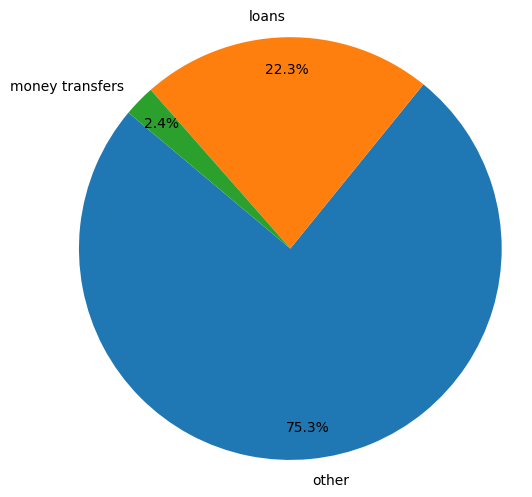 loans
22.3%
money transfers
2.4%
75.3%
other